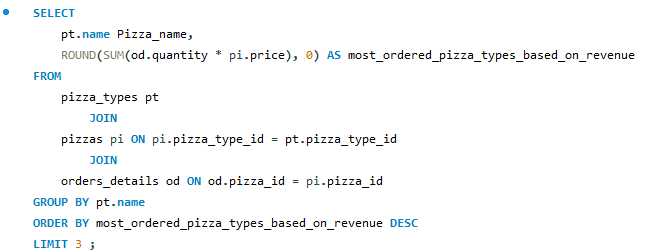 SELECT
pt.name Pizza_name,
ROUND(SUM(od.quantity * pi.price), 0) AS most_ordered_pizza_types_based_on_revenue
FROM
pizza_types pt
JOIN
pizzas pi ON pi.pizza_type_id = pt.pizza_type_id
JOIN
orders_details od ON od.pizza_id = pi.pizza_id
GROUP BY pt.name
ORDER BY most_ordered_pizza_types_based_on_revenue DESC
LIMIT 3 ;